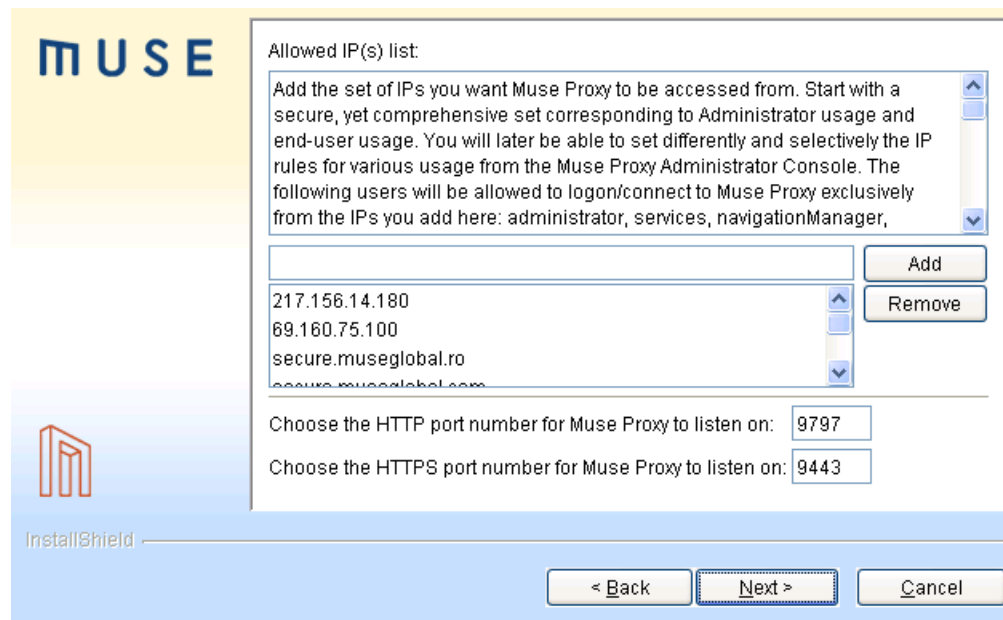 MUSE
Allowed IP(s) list:
Add the set of IPs you want Muse Proxy to be accessed from. Start with a
secure, yet comprehensive set corresponding to Administrator usage and
end-user usage. You will later be able to set differently and selectively the IP
rules for various usage from the Muse Proxy Administrator Console. The
following users will be allowed to logon/connect to Muse Proxy exclusively
from the IPs you add here: administrator, services, navigationManager,
Add
217.156.14.180
Remove
69.160.75.100
secure.museglobal.ro
secure.museglobal.com
Choose the HTTP port number for Muse Proxy to listen on: 9797
Choose the HTTPS port number for Muse Proxy to listen on: 9443
InstallShield
< Back
Next >
Cancel